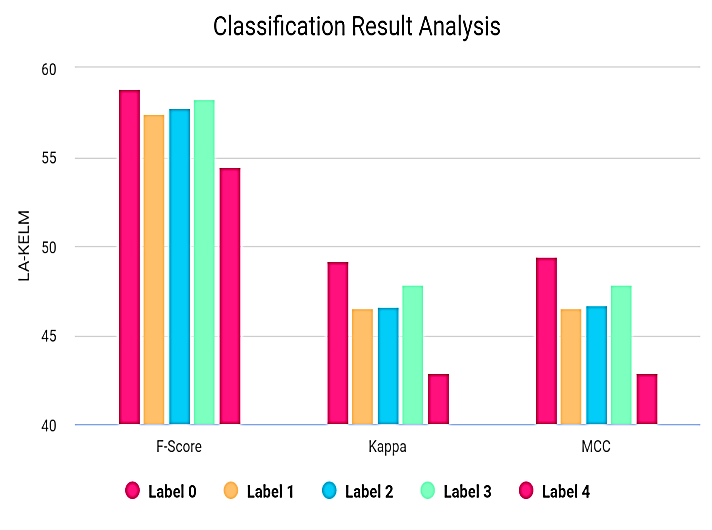 Classification Result Analysis
60
55
50
45
40
LA-KELM
F-Score Kappa MCC
Label 0 Label 1 Label 2 Label 3 Label 4